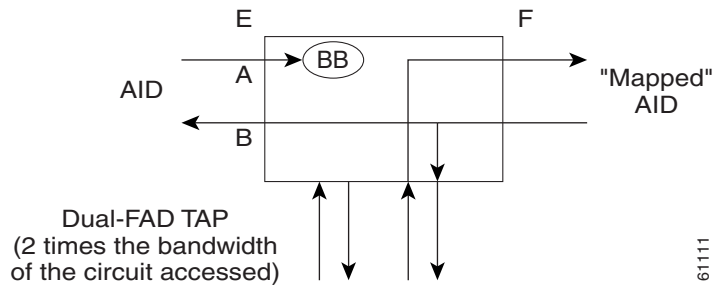 E
F
A
BB
AID
"Mapped"
AID
B
Dual-FAD TAP
(2 times the bandwidth
of the circuit accessed)
61111